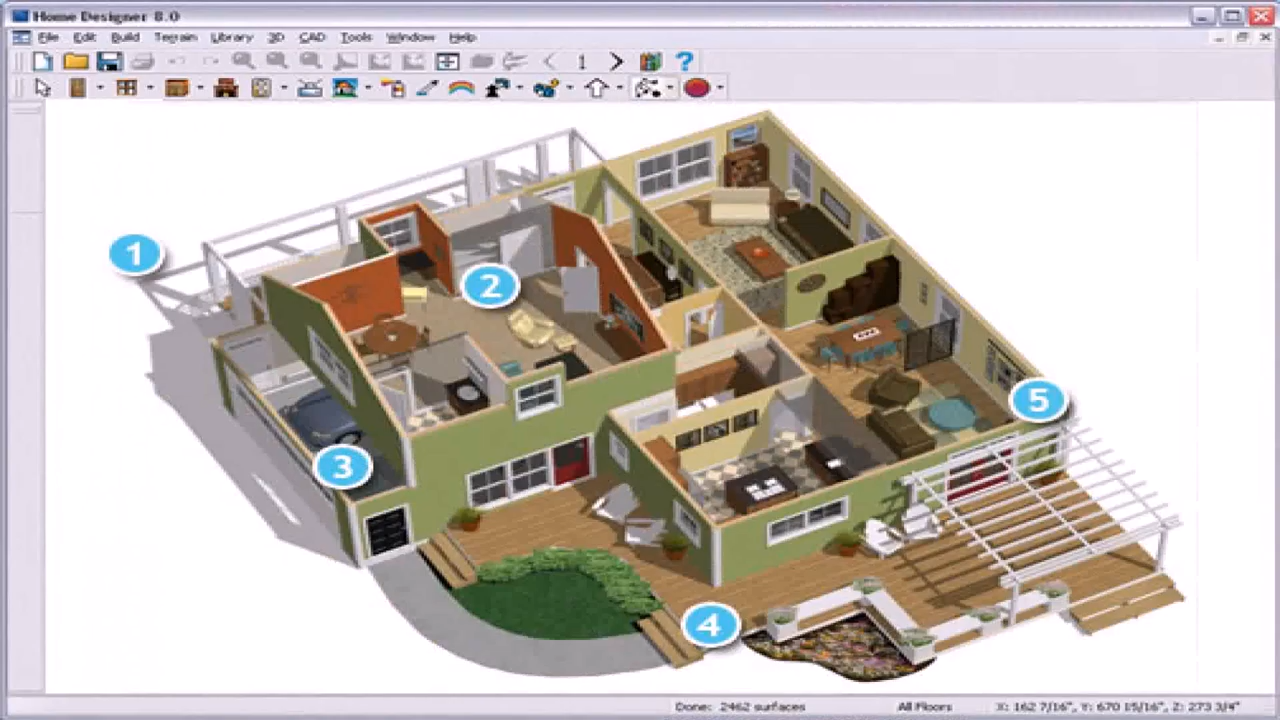 Home Designer 8.0
File Edit Build Terrain Library 3D CAD Tools Window Help
1
?
1
2
5
3
4
Done: 2462 surfaces All Floors X: 162 7/16", Y: 670 15/16", Z: 273 3/4"